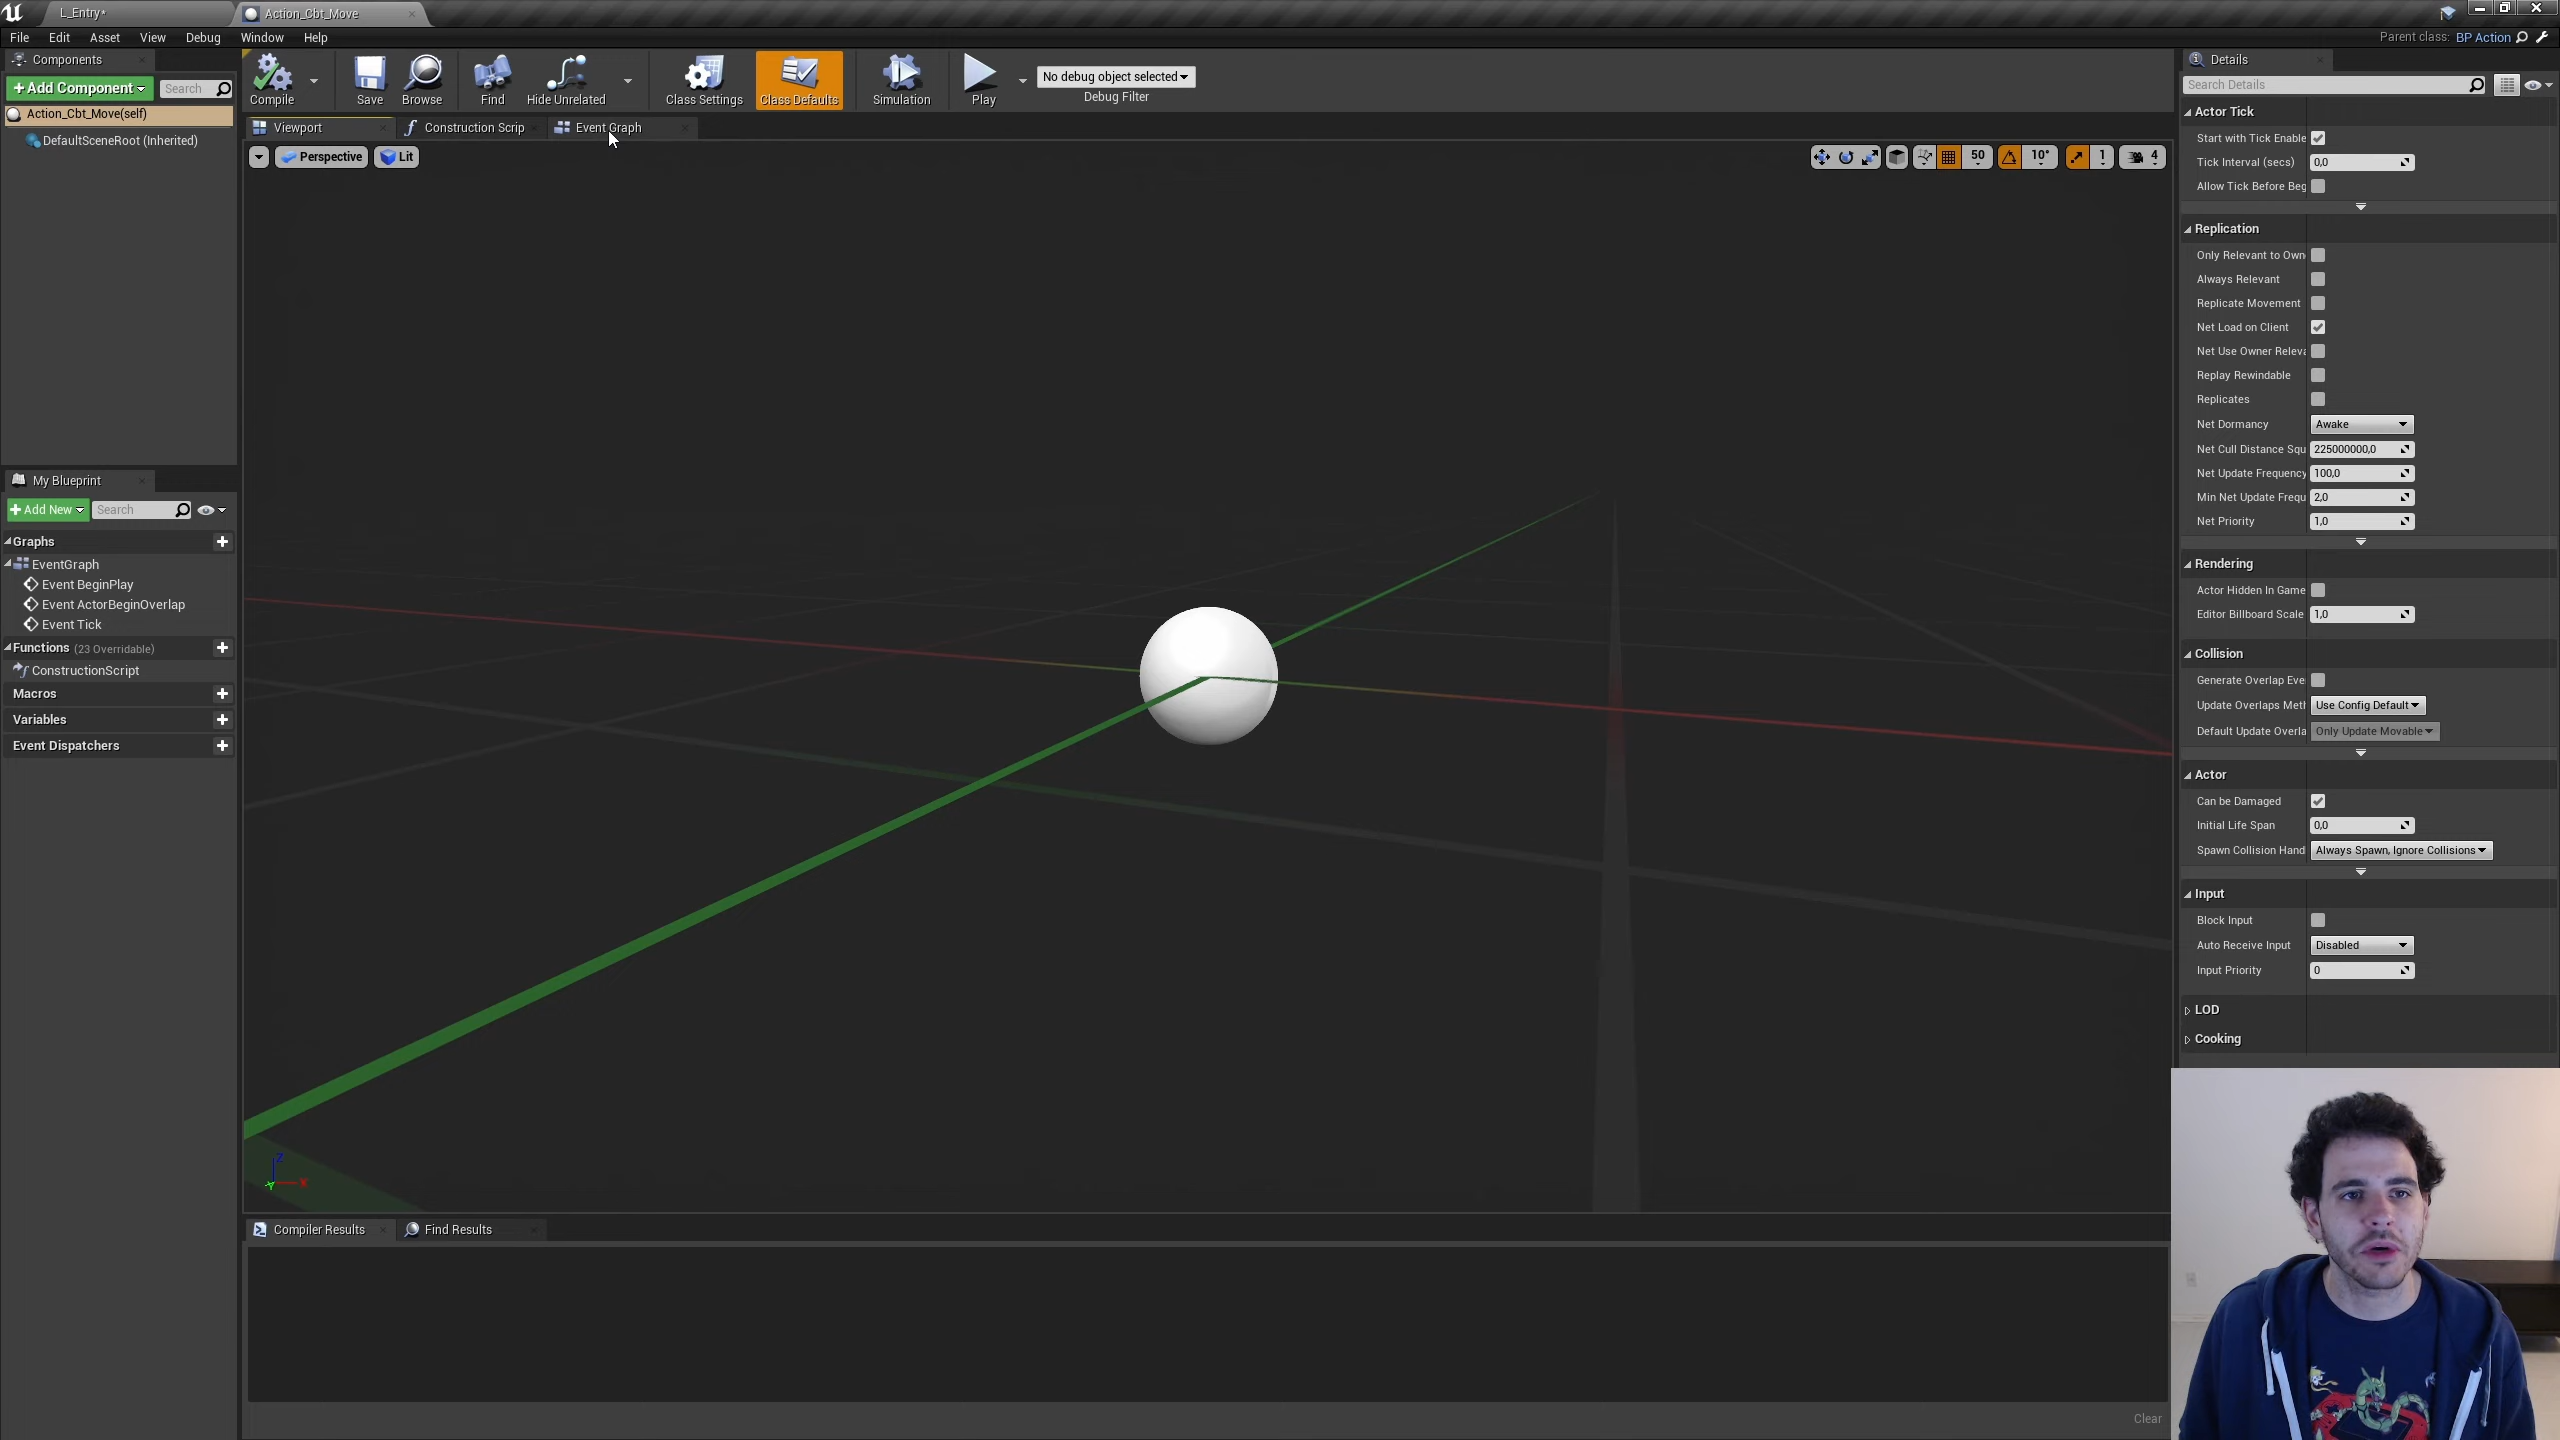 L_Entry*
Action_Cbt_Move
File Edit Asset View Debug Window Help
Parent class: BP Action
Components
+Add Component
Search
Action_Cbt_Move(self)
DefaultSceneRoot (Inherited)
Compile
Save
Browse
Find
Hide Unrelated
Class Settings
Class Defaults
Simulation
Play
No debug object selected
Debug Filter
Viewport
Construction Scrip
Event Graph
Perspective
Lit
50
10°
1
4
My Blueprint
+Add New
Search
Graphs
EventGraph
Event BeginPlay
Event ActorBeginOverlap
Event Tick
Functions (23 Overridable)
ConstructionScript
Macros
Variables
Event Dispatchers
Z
Y
X
Compiler Results
Find Results
Clear
Details
Search Details
Actor Tick
Start with Tick Enable
Tick Interval (secs) 0,0
Allow Tick Before Beg
Replication
Only Relevant to Own
Always Relevant
Replicate Movement
Net Load on Client
Net Use Owner Releva
Replay Rewindable
Replicates
Net Dormancy Awake
Net Cull Distance Squ 225000000,0
Net Update Frequency 100,0
Min Net Update Frequ 2,0
Net Priority 1,0
Rendering
Actor Hidden In Game
Editor Billboard Scale 1,0
Collision
Generate Overlap Eve
Update Overlaps Meth Use Config Default
Default Update Overla Only Update Movable
Actor
Can be Damaged
Initial Life Span 0,0
Spawn Collision Hand Always Spawn, Ignore Collisions
Input
Block Input
Auto Receive Input Disabled
Input Priority 0
LOD
Cooking